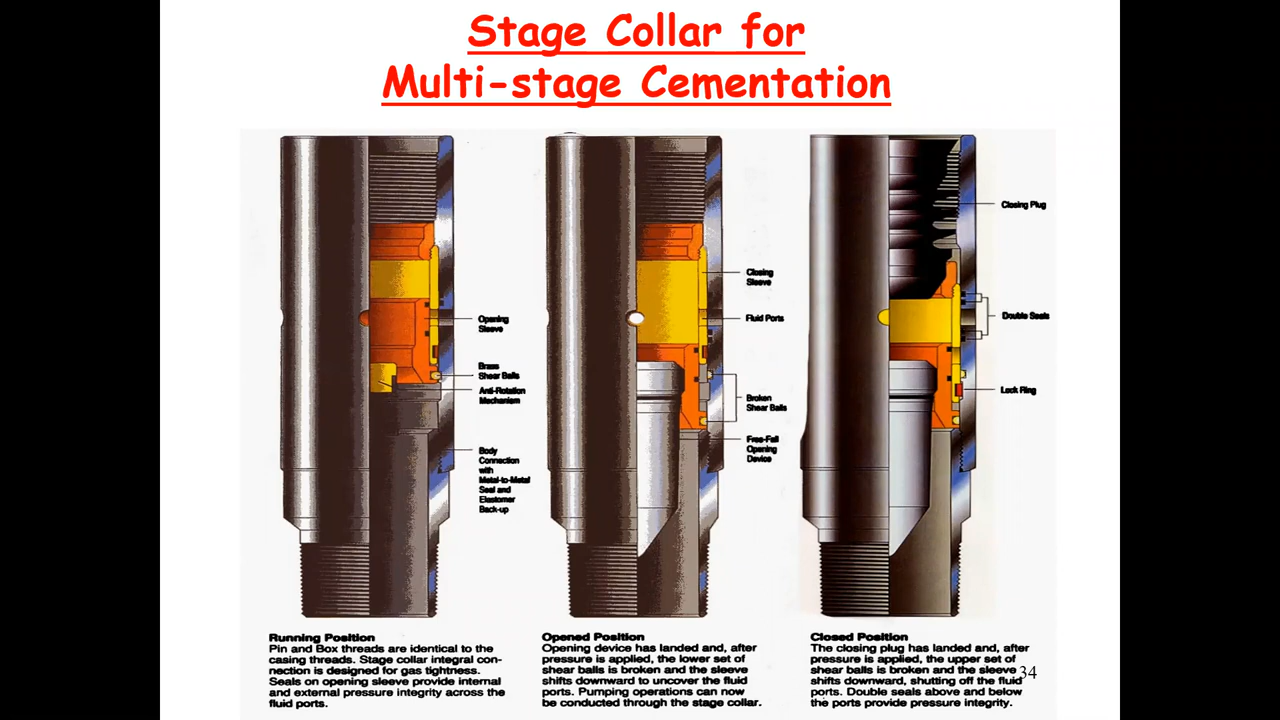 Stage Collar for
Multi-stage Cementation
Opening
Sleeve
Brass
Shear Balls
Anti-Rotation
Mechanism
Body
Connection
with
Metal-to-Metal
Seal and
Elastomer
Back-up
Closing
Sleeve
Fluid Ports
Broken
Shear Balls
Free-Fall
Opening
Device
Closing Plug
Double Seals
Lock Ring
Running Position
Pin and Box threads are identical to the
casing threads. Stage collar integral con-
nection is designed for gas tightness.
Seals on opening sleeve provide internal
and external pressure integrity across the
fluid ports.
Opened Position
Opening device has landed and, after
pressure is applied, the lower set of
shear balls is broken and the sleeve
shifts downward to uncover the fluid
ports. Pumping operations can now
be conducted through the stage collar.
Closed Position
The closing plug has landed and, after
pressure is applied, the upper set of
shear balls is broken and the sleeve
shifts downward, shutting off the fluid
ports. Double seals above and below
the ports provide pressure integrity.
34